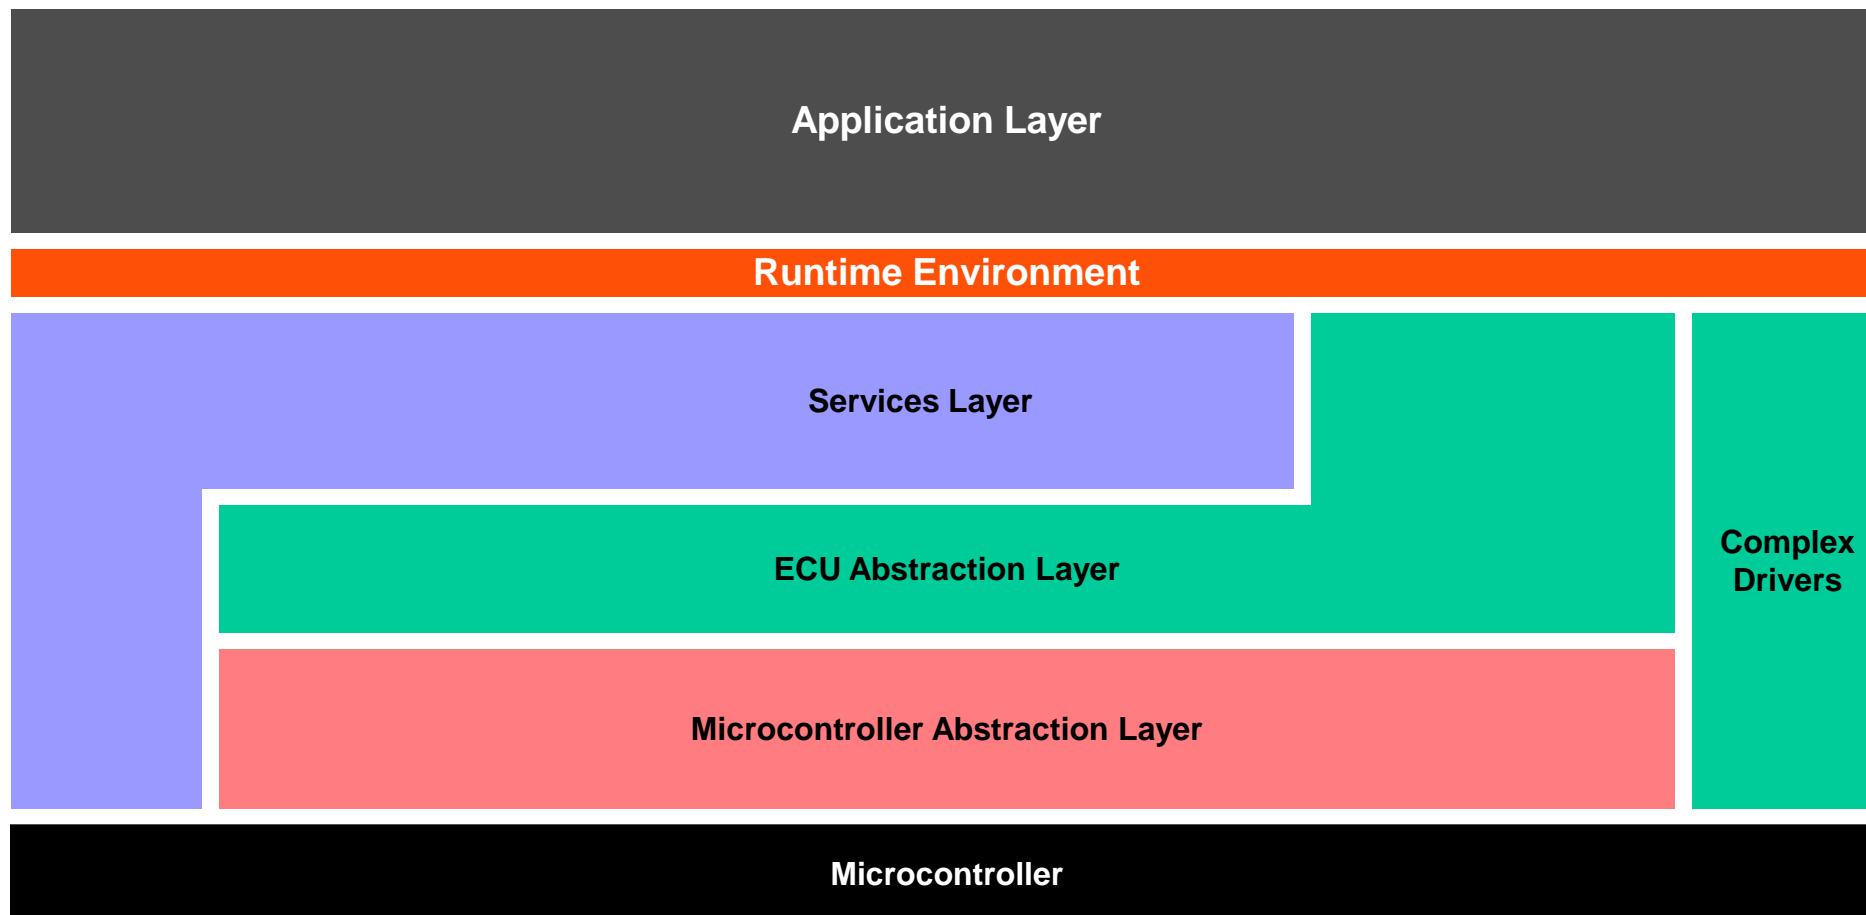 Application Layer
Runtime Environment
Services Layer
ECU Abstraction Layer
Complex
Drivers
Microcontroller Abstraction Layer
Microcontroller